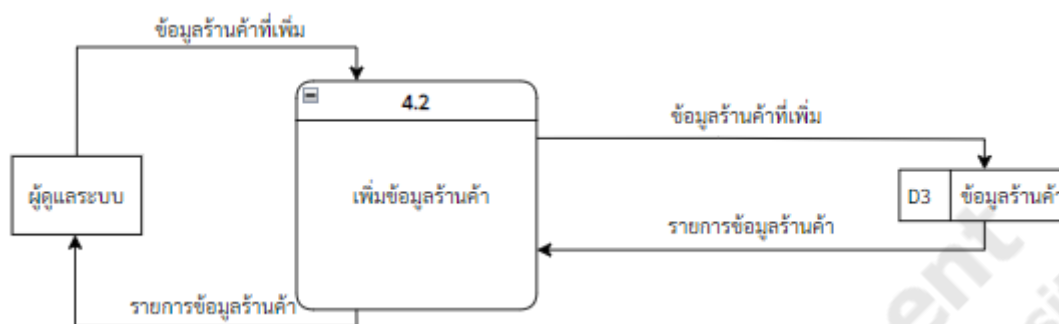 ข้อมูลร้านค้าที่เพิ่ม
4.2
ข้อมูลร้านค้าที่เพิ่ม
ผู้ดูแลระบบ
เพิ่มข้อมูลร้านค้า
D3
ข้อมูลร้านค้า
รายการข้อมูลร้านค้า
รายการข้อมูลร้านค้า